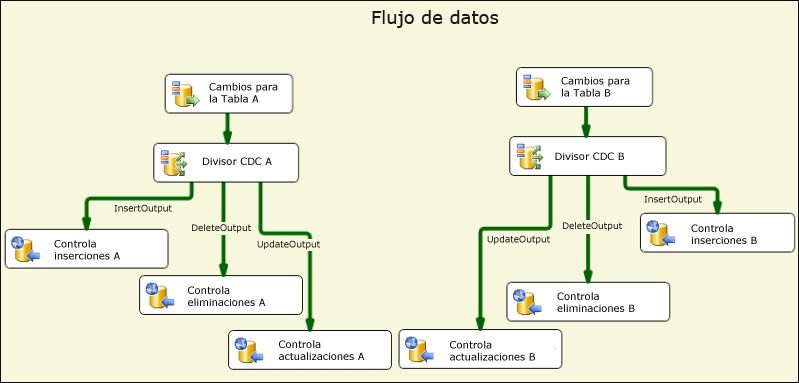 Flujo de datos
Cambios para
la Tabla A
Divisor CDC A
InsertOutput
DeleteOutput
UpdateOutput
Controla
inserciones A
Controla
eliminaciones A
Controla
actualizaciones A
Cambios para
la Tabla B
Divisor CDC B
InsertOutput
DeleteOutput
UpdateOutput
Controla
inserciones B
Controla
eliminaciones B
Controla
actualizaciones B